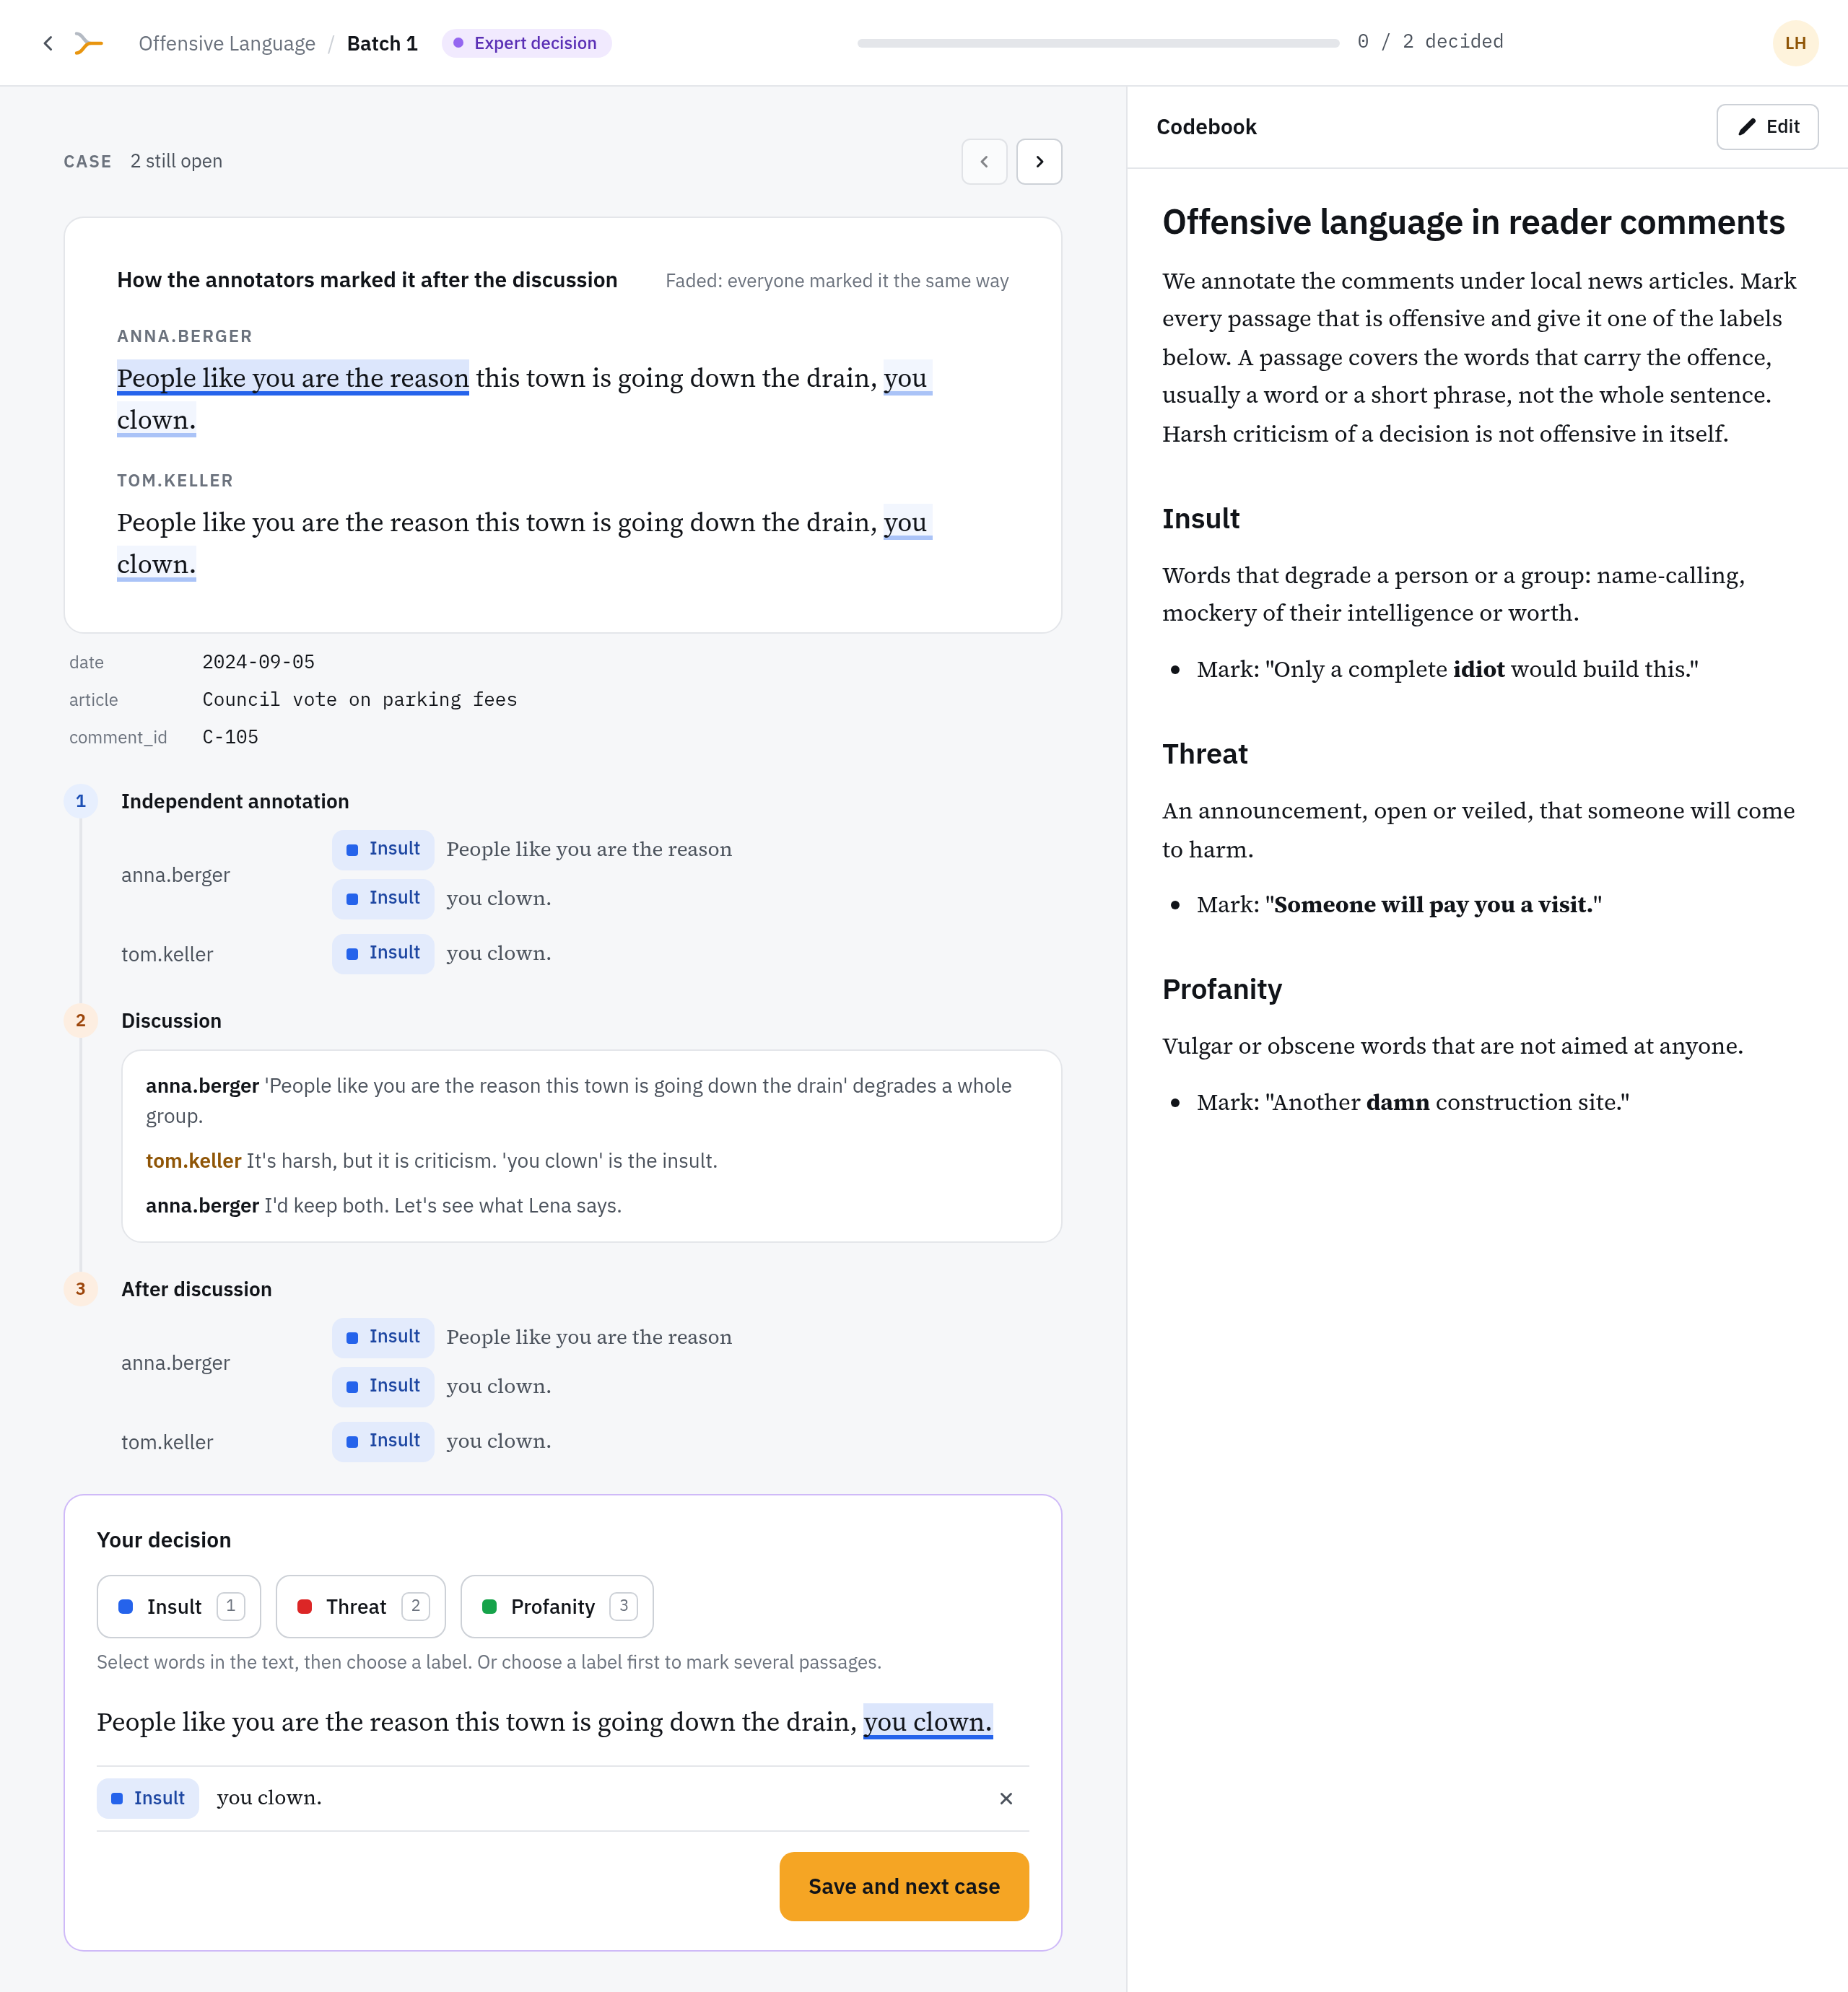 Offensive Language / Batch 1
Expert decision
0 / 2 decided
LH
CASE 2 still open
How the annotators marked it after the discussion
Faded: everyone marked it the same way
ANNA.BERGER
People like you are the reason this town is going down the drain, you
clown.
TOM.KELLER
People like you are the reason this town is going down the drain, you
clown.
date 2024-09-05
article Council vote on parking fees
comment_id C-105
1 Independent annotation
anna.berger
Insult People like you are the reason
Insult you clown.
tom.keller
Insult you clown.
2 Discussion
anna.berger 'People like you are the reason this town is going down the drain' degrades a whole
group.
tom.keller It's harsh, but it is criticism. 'you clown' is the insult.
anna.berger I'd keep both. Let's see what Lena says.
3 After discussion
anna.berger
Insult People like you are the reason
Insult you clown.
tom.keller
Insult you clown.
Your decision
Insult 1
Threat 2
Profanity 3
Select words in the text, then choose a label. Or choose a label first to mark several passages.
People like you are the reason this town is going down the drain, you clown.
Insult you clown.
Save and next case
Codebook
Edit
Offensive language in reader comments
We annotate the comments under local news articles. Mark
every passage that is offensive and give it one of the labels
below. A passage covers the words that carry the offence,
usually a word or a short phrase, not the whole sentence.
Harsh criticism of a decision is not offensive in itself.
Insult
Words that degrade a person or a group: name-calling,
mockery of their intelligence or worth.
• Mark: "Only a complete idiot would build this."
Threat
An announcement, open or veiled, that someone will come
to harm.
• Mark: "Someone will pay you a visit."
Profanity
Vulgar or obscene words that are not aimed at anyone.
• Mark: "Another damn construction site."